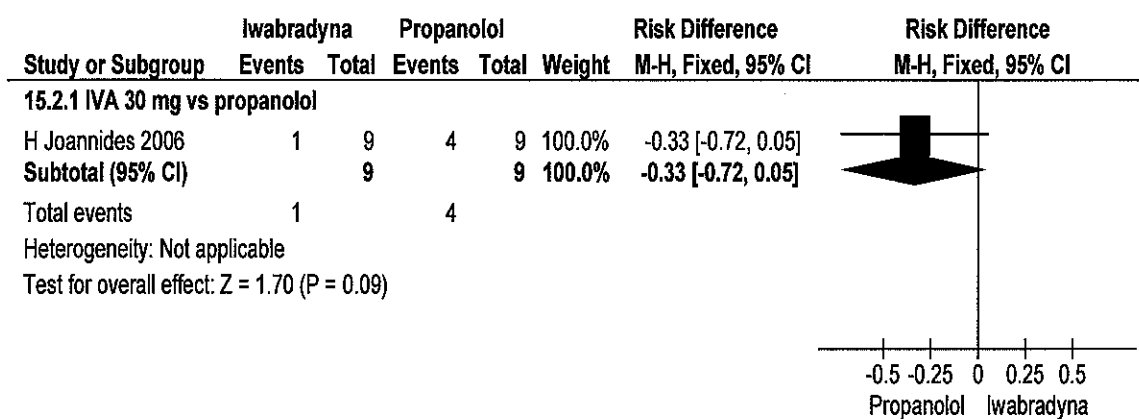 Iwabradyna Propanolol Risk Difference Risk Difference
Study or Subgroup Events Total Events Total Weight M-H, Fixed, 95% CI M-H, Fixed, 95% CI
15.2.1 IVA 30 mg vs propanolol
H Joannides 2006 1 9 4 9 100.0% -0.33 [-0.72, 0.05]
Subtotal (95% CI) 9 9 100.0% -0.33 [-0.72, 0.05]
Total events 1 4
Heterogeneity: Not applicable
Test for overall effect: Z = 1.70 (P = 0.09)
-0.5 -0.25 0 0.25 0.5
Propanolol Iwabradyna